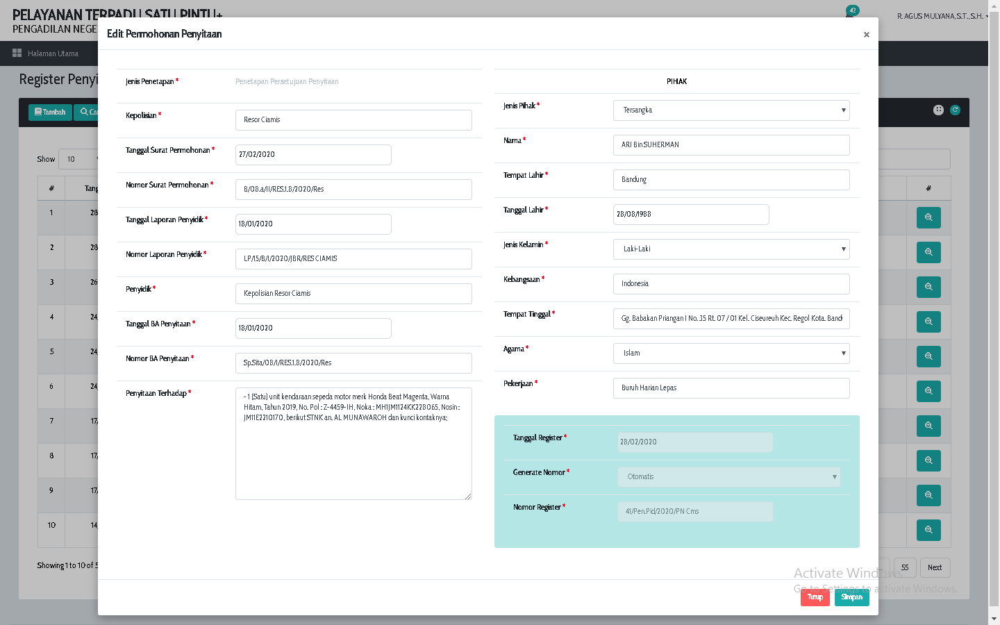 PELAYANAN TERPADU SATU PINTU+
PENGADILAN NEGE
42
R. AGUS MULYANA, S.T., S.H.
Halaman Utama
Register Penyi
Tambah
Ca
Show 10
# Tang #
1 28
2 28
3 26
4 24
5 24
6 24
7 17/
8 17/
9 17/
10 14
Showing 1 to 10 of 5
55 Next
Edit Permohonan Penyitaan
×
Jenis Penetapan * Penetapan Persetujuan Penyitaan
Kepolisian * Resor Ciamis
Tanggal Surat Permohonan * 27/02/2020
Nomor Surat Permohonan * B/08.a/II/RES.1.8/2020/Res
Tanggal Laporan Penyidik * 18/01/2020
Nomor Laporan Penyidik * LP/15/B/I/2020/JBR/RES CIAMIS
Penyidik * Kepolisian Resor Ciamis
Tanggal BA Penyitaan * 18/01/2020
Nomor BA Penyitaan * Sp.Sita/08/I/RES.1.8/2020/Res
Penyitaan Terhadap * - 1 (Satu) unit kendaraan sepeda motor merk Honda Beat Magenta, Warna
Hitam, Tahun 2019, No. Pol : Z-4459-IH, Noka : MH1JM1124KK228065, Nosin :
JM11E2210170, berikut STNK an. AL MUNAWAROH dan kunci kontaknya;
PIHAK
Jenis Pihak * Tersangka
Nama * ARI Bin SUHERMAN
Tempat Lahir * Bandung
Tanggal Lahir * 28/08/1988
Jenis Kelamin * Laki-Laki
Kebangsaan * Indonesia
Tempat Tinggal * Gg. Babakan Priangan I No. 35 Rt. 07 / 01 Kel. Ciseureuh Kec. Regol Kota. Band
Agama * Islam
Pekerjaan * Buruh Harian Lepas
Tanggal Register * 28/02/2020
Generate Nomor * Otomatis
Nomor Register * 41/Pen.Pid/2020/PN Cms
Activate Windows
Go to Settings to activate Windows.
Tutup Simpan